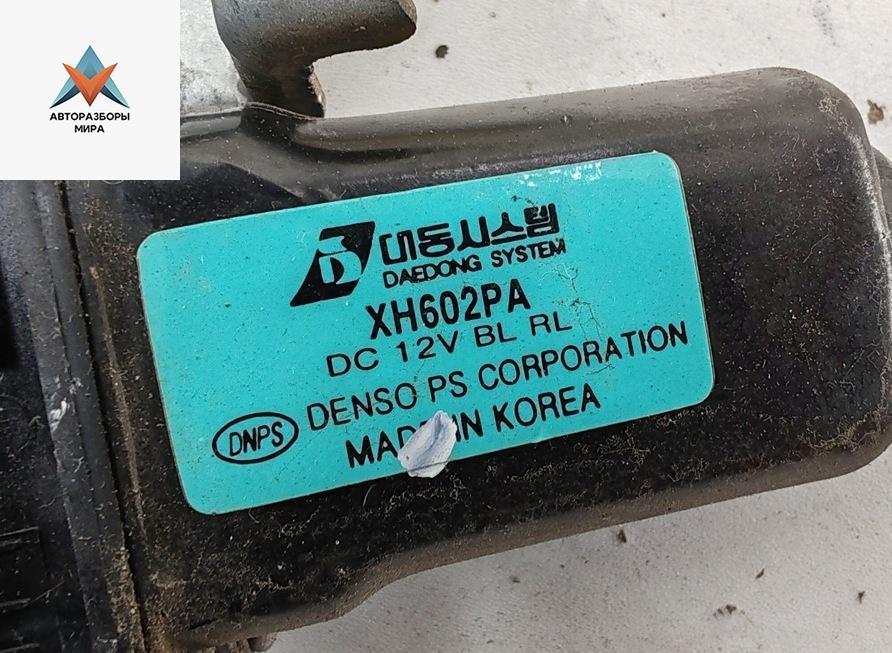 АВТОРАЗБОРЫ
МИРА
대동시스템
DAEDONG SYSTEM
XH602PA
DC 12V BL RL
DENSO PS CORPORATION
DNPS
MADE IN KOREA